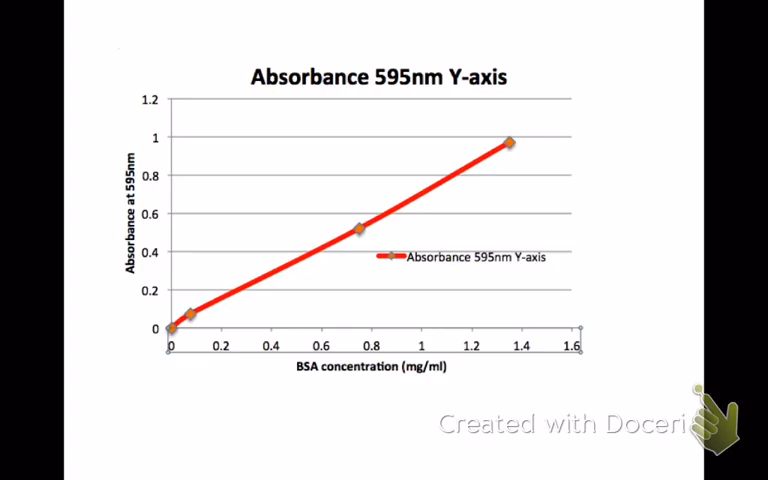 Absorbance 595nm Y-axis
1.2
1
0.8
0.6
0.4
0.2
0
Absorbance at 595nm
Absorbance 595nm Y-axis
0 0.2 0.4 0.6 0.8 1 1.2 1.4 1.6
BSA concentration (mg/ml)
Created with Doceri